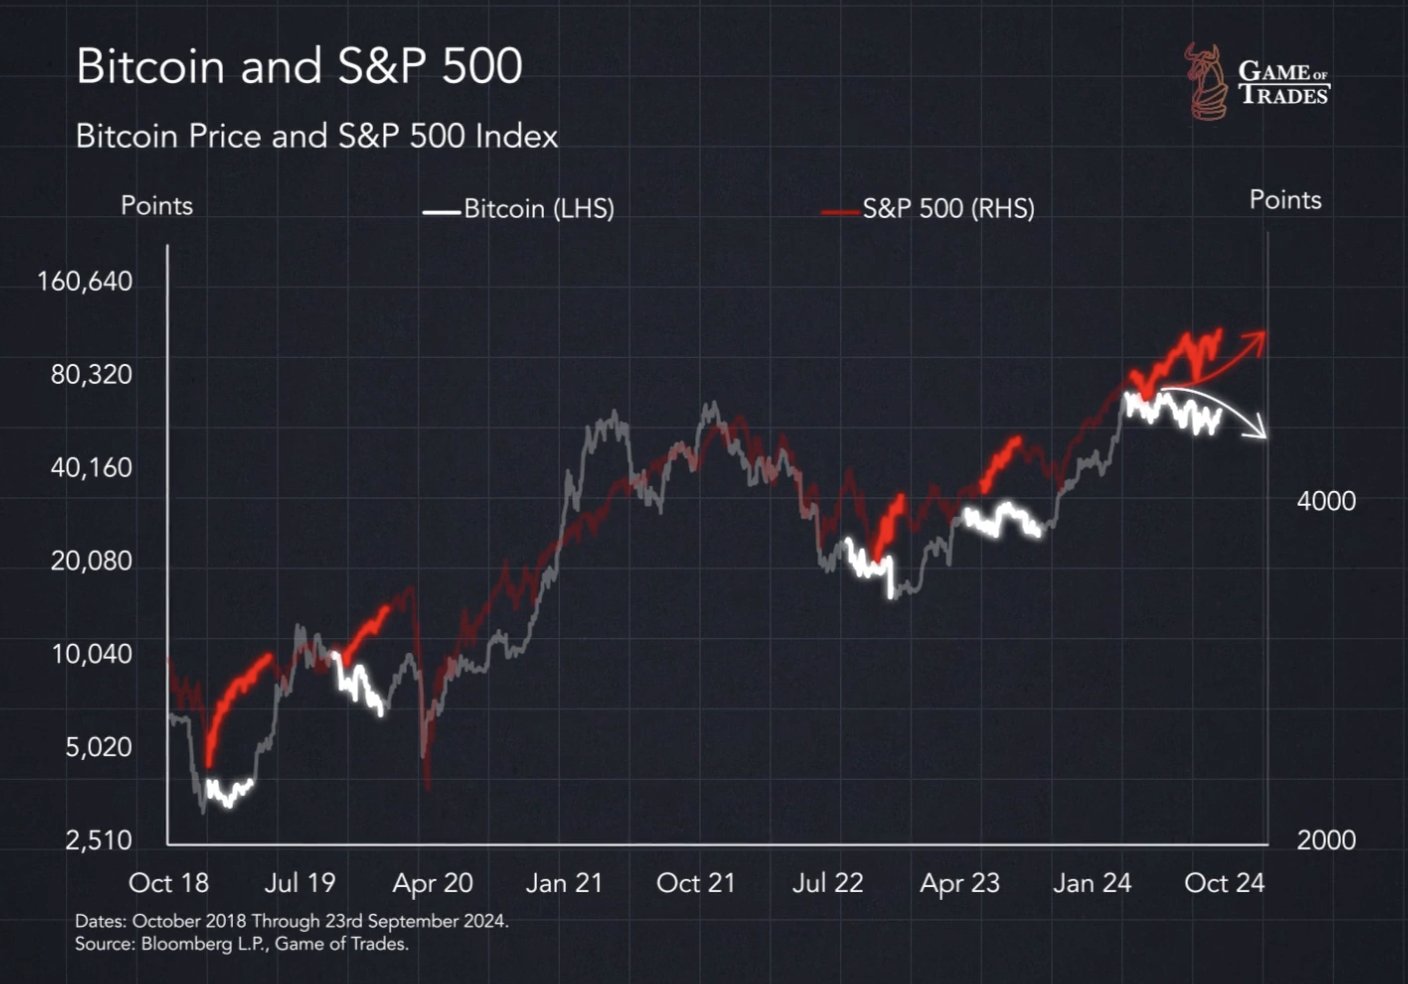 Bitcoin and S&P 500
GAME OF
TRADES
Bitcoin Price and S&P 500 Index
Points
Bitcoin (LHS)
S&P 500 (RHS)
Points
160,640
80,320
40,160
20,080
10,040
5,020
2,510
4000
2000
Oct 18
Jul 19
Apr 20
Jan 21
Oct 21
Jul 22
Apr 23
Jan 24
Oct 24
Dates: October 2018 Through 23rd September 2024.
Source: Bloomberg L.P., Game of Trades.